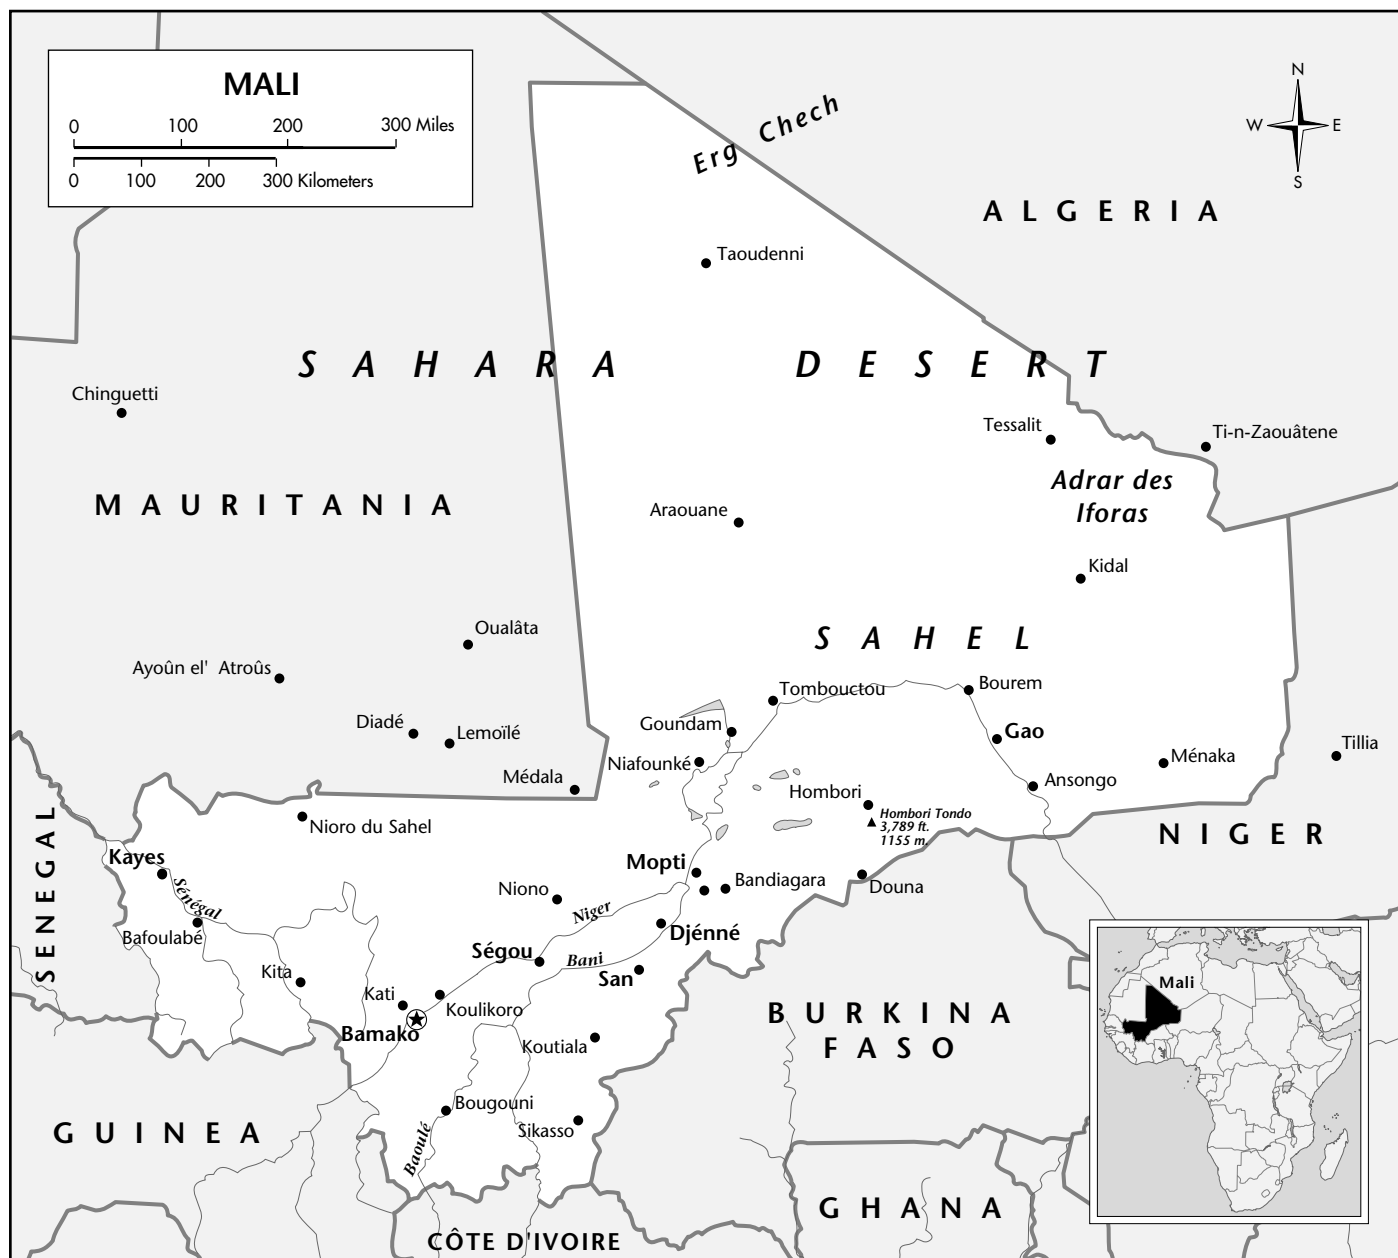 MALI
0 100 200 300 Miles
0 100 200 300 Kilometers
N
W E
S
Erg Chech
ALGERIA
Taoudenni
SAHARA DESERT
Chinguetti
Tessalit
Ti-n-Zaouâtene
MAURITANIA
Adrar des
Iforas
Araouane
Kidal
Oualâta
SAHEL
Ayoûn el' Atroûs
Tombouctou
Bourem
Diadé
Lemoïlé
Goundam
Gao
Niafounké
Tillia
Médala
Ménaka
Ansongo
Hombori
Hombori Tondo
3,789 ft.
1155 m.
Nioro du Sahel
NIGER
SENEGAL
Kayes
Mopti
Sénégal
Niono
Bandiagara
Douna
Niger
Bafoulabé
Djénné
Ségou
Bani
San
Kita
Kati
Koulikoro
Bamako
Mali
BURKINA
FASO
Koutiala
Bougouni
GUINEA
Sikasso
Baoulé
GHANA
CÔTE D'IVOIRE